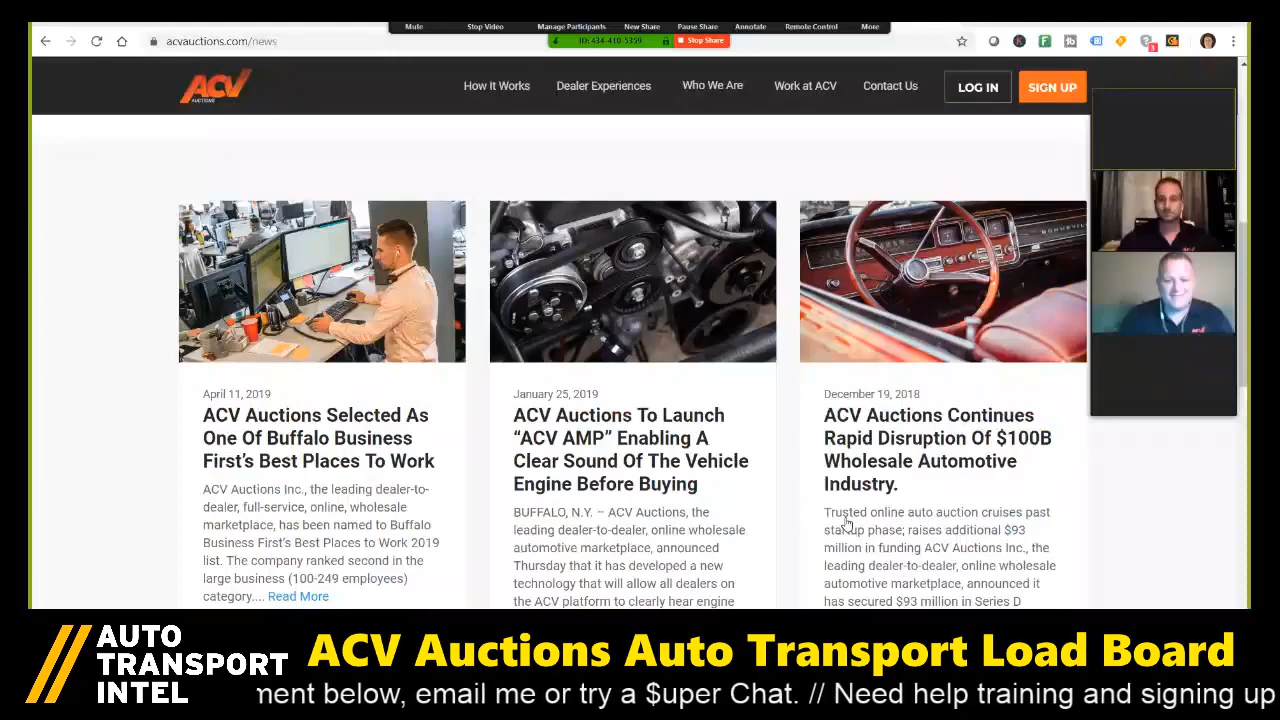 Mute Stop Video Manage Participants New Share Pause Share Annotate Remote Control More
acvauctions.com/news
ID: 434-410-5359 Stop Share
ACV
AUCTIONS
How It Works Dealer Experiences Who We Are Work at ACV Contact Us LOG IN SIGN UP
April 11, 2019
ACV Auctions Selected As
One Of Buffalo Business
First's Best Places To Work
ACV Auctions Inc., the leading dealer-to-
dealer, full-service, online, wholesale
marketplace, has been named to Buffalo
Business First's Best Places to Work 2019
list. The company ranked second in the
large business (100-249 employees)
category.... Read More
January 25, 2019
ACV Auctions To Launch
“ACV AMP” Enabling A
Clear Sound Of The Vehicle
Engine Before Buying
BUFFALO, N.Y. – ACV Auctions, the
leading dealer-to-dealer, online wholesale
automotive marketplace, announced
Thursday that it has developed a new
technology that will allow all dealers on
the ACV platform to clearly hear engine
December 19, 2018
ACV Auctions Continues
Rapid Disruption Of $100B
Wholesale Automotive
Industry.
Trusted online auto auction cruises past
startup phase; raises additional $93
million in funding ACV Auctions Inc., the
leading dealer-to-dealer, online wholesale
automotive marketplace, announced it
has secured $93 million in Series D
AUTO
TRANSPORT
INTEL
ACV Auctions Auto Transport Load Board
ment below, email me or try a $uper Chat. // Need help training and signing up